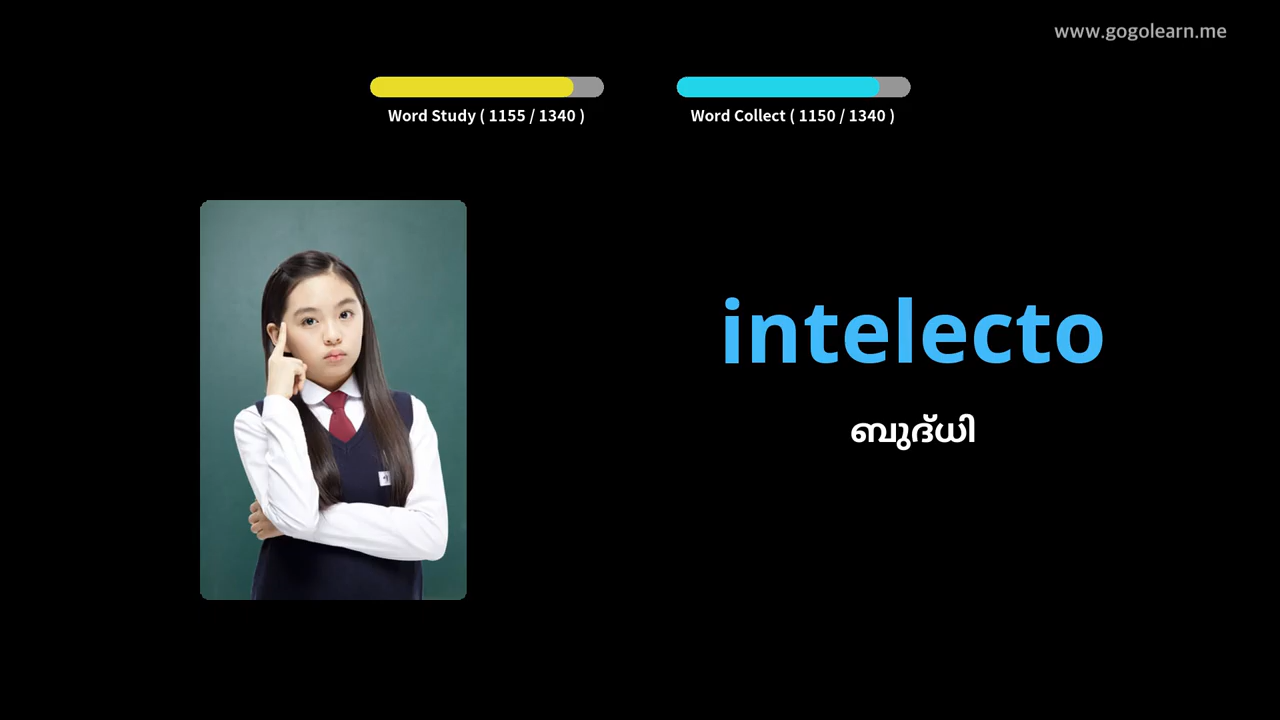 www.gogolearn.me
Word Study ( 1155 / 1340 )
Word Collect ( 1150 / 1340 )
intelecto
ബുദ്ധി